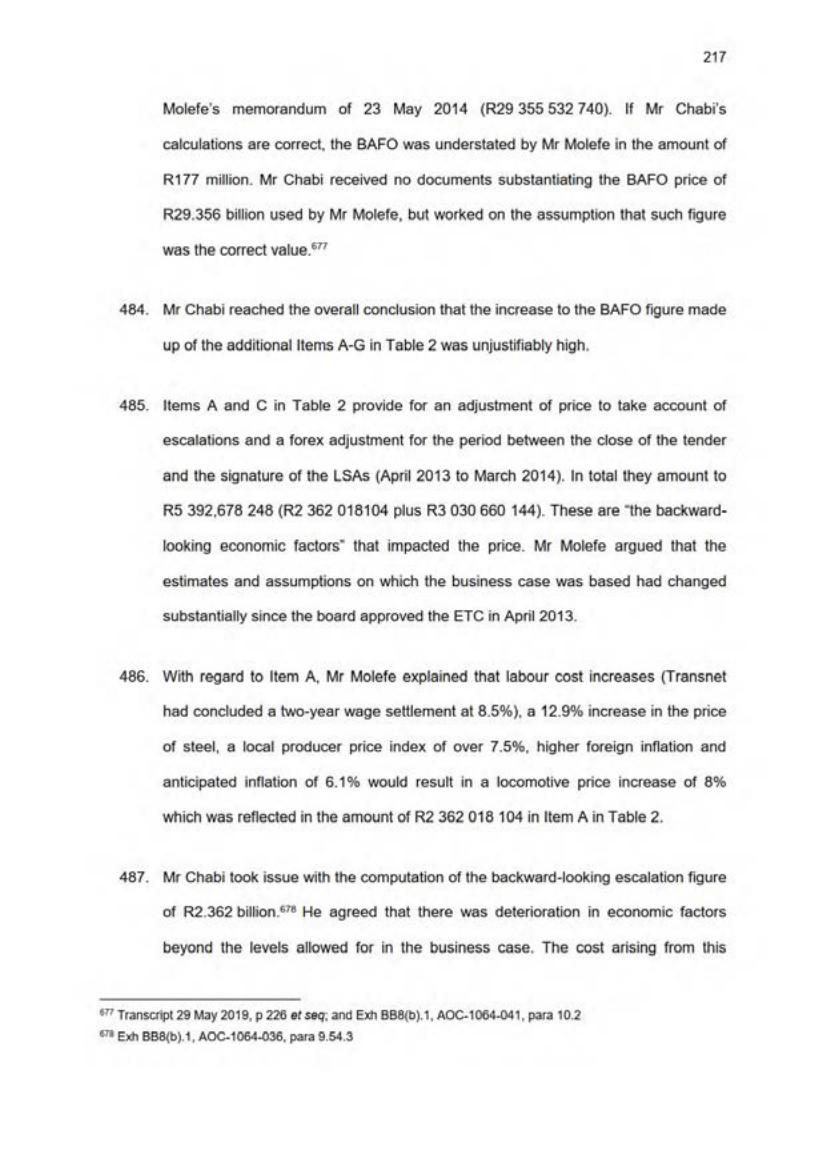 217
Molefe's memorandum of 23 May 2014 (R29 355 532 740). If Mr Chabi's
calculations are correct, the BAFO was understated by Mr Molefe in the amount of
R177 million. Mr Chabi received no documents substantiating the BAFO price of
R29.356 billion used by Mr Molefe, but worked on the assumption that such figure
was the correct value.677
484. Mr Chabi reached the overall conclusion that the increase to the BAFO figure made
up of the additional Items A-G in Table 2 was unjustifiably high.
485. Items A and C in Table 2 provide for an adjustment of price to take account of
escalations and a forex adjustment for the period between the close of the tender
and the signature of the LSAs (April 2013 to March 2014). In total they amount to
R5 392,678 248 (R2 362 018104 plus R3 030 660 144). These are "the backward-
looking economic factors" that impacted the price. Mr Molefe argued that the
estimates and assumptions on which the business case was based had changed
substantially since the board approved the ETC in April 2013.
486. With regard to Item A, Mr Molefe explained that labour cost increases (Transnet
had concluded a two-year wage settlement at 8.5%), a 12.9% increase in the price
of steel, a local producer price index of over 7.5%, higher foreign inflation and
anticipated inflation of 6.1% would result in a locomotive price increase of 8%
which was reflected in the amount of R2 362 018 104 in Item A in Table 2.
487. Mr Chabi took issue with the computation of the backward-looking escalation figure
of R2.362 billion.678 He agreed that there was deterioration in economic factors
beyond the levels allowed for in the business case. The cost arising from this
677 Transcript 29 May 2019, p 226 et seq; and Exh BB8(b).1, AOC-1064-041, para 10.2
678 Exh BB8(b).1, AOC-1064-036, para 9.54.3